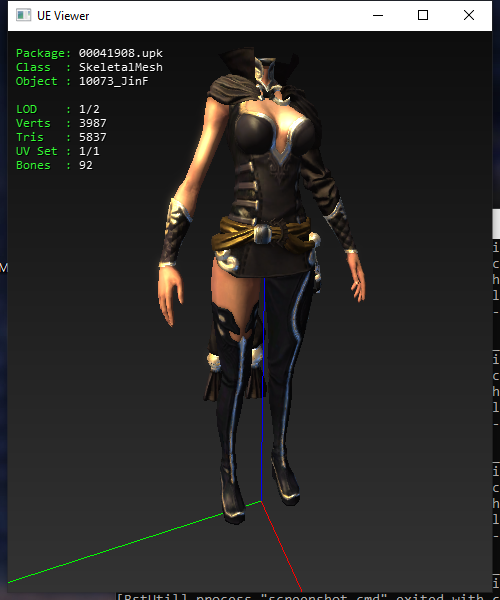 UE Viewer
Package: 00041908.upk
Class : SkeletalMesh
Object : 10073_JinF
LOD : 1/2
Verts : 3987
Tris : 5837
UV Set : 1/1
Bones : 92
M
i
c
h
l
-
i
c
h
l
-
i
c
h
l
-
i